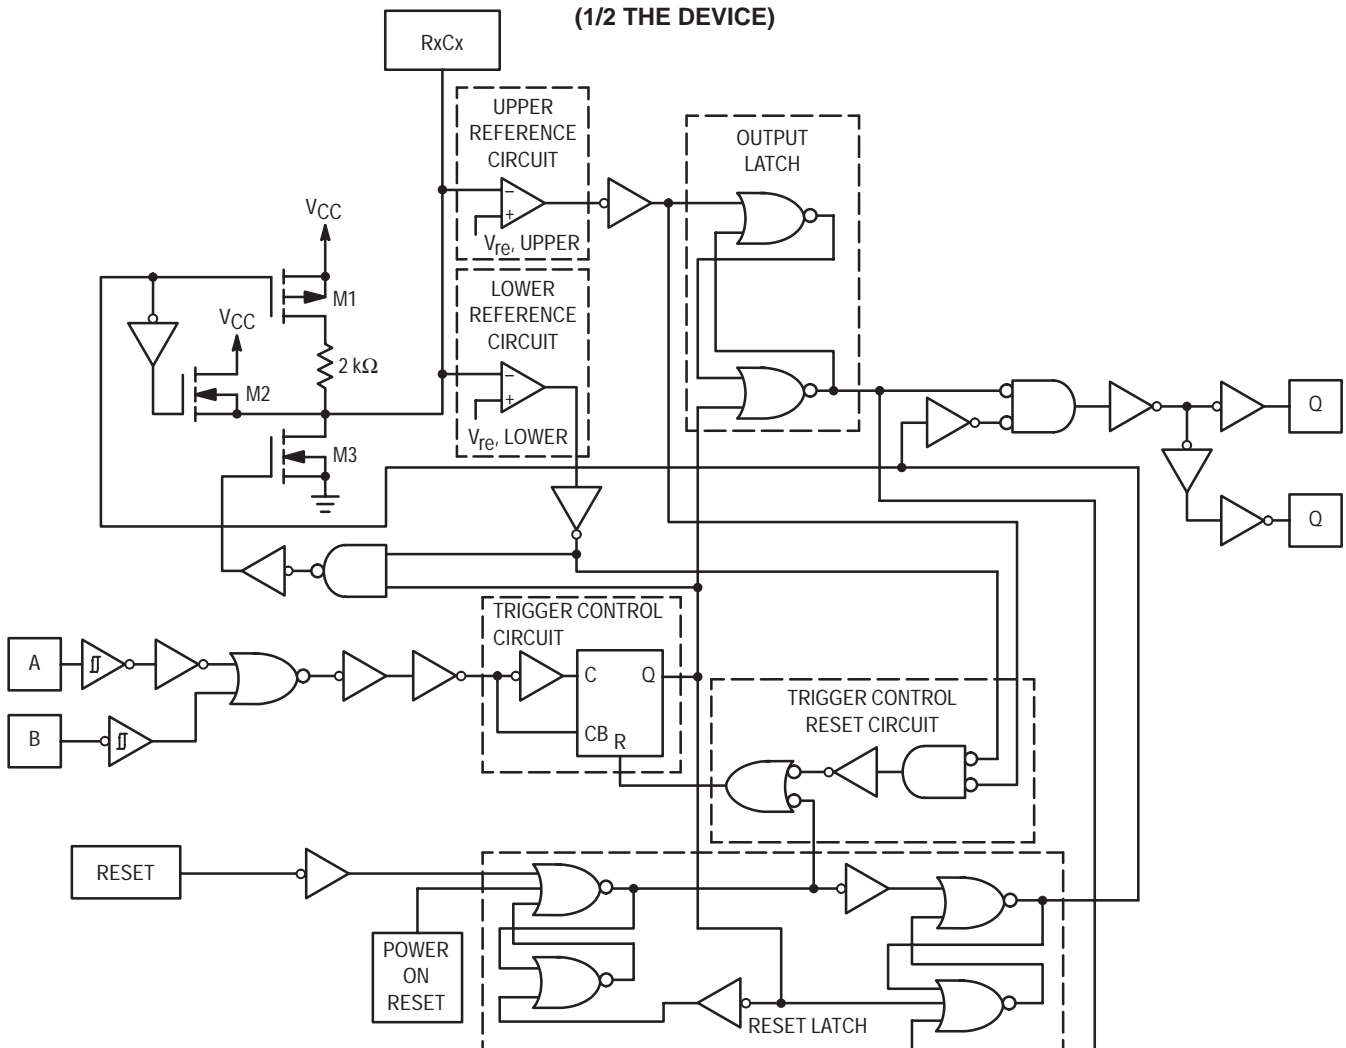 (1/2 THE DEVICE)
RxCx
UPPER
REFERENCE
CIRCUIT
−
+
Vre, UPPER
OUTPUT
LATCH
VCC
M1
LOWER
REFERENCE
CIRCUIT
VCC
2 kΩ
M2
−
+
Vre, LOWER
M3
Q
Q
TRIGGER CONTROL
CIRCUIT
A
C
Q
CB
R
B
TRIGGER CONTROL
RESET CIRCUIT
RESET
POWER
ON
RESET
RESET LATCH